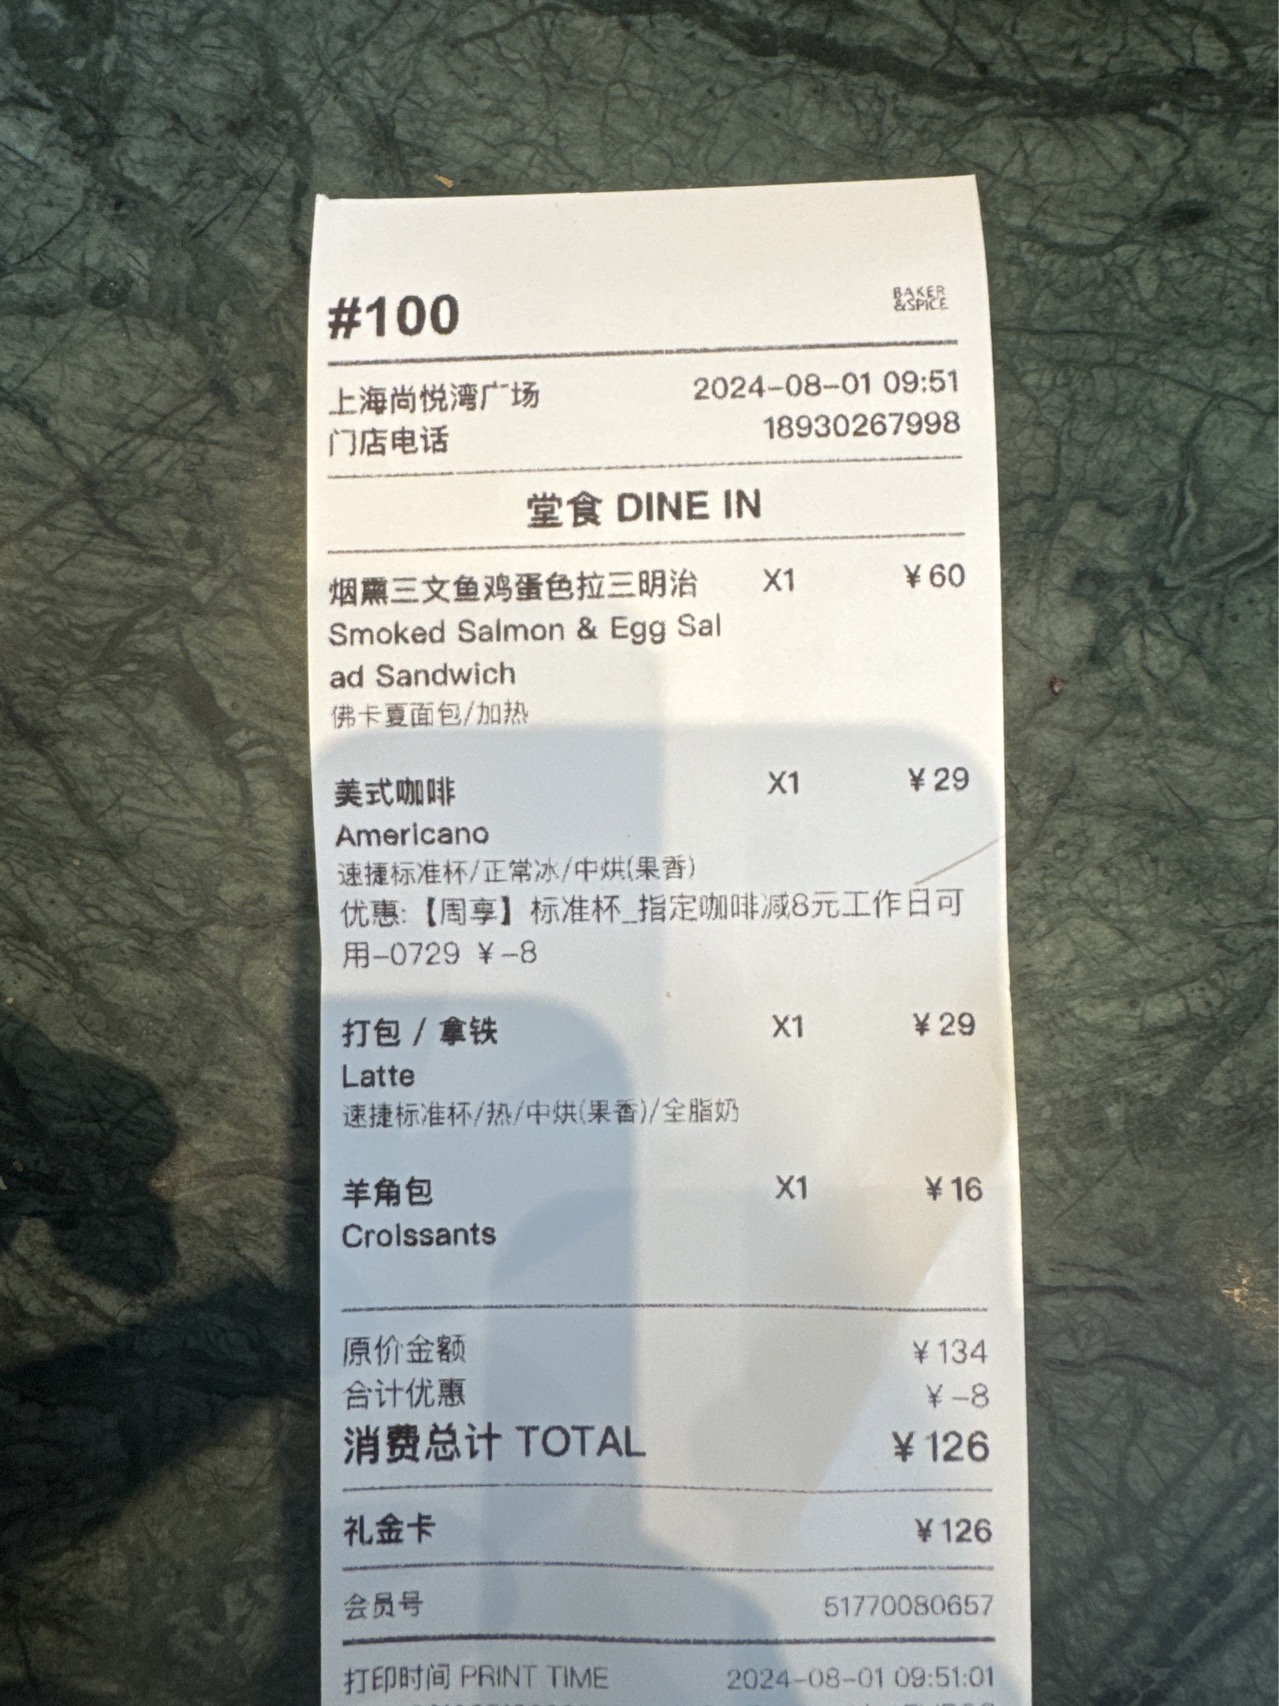 #100
BAKER
&SPICE
上海尚悦湾广场 2024-08-01 09:51
门店电话 18930267998
堂食 DINE IN
烟熏三文鱼鸡蛋色拉三明治 X1 ¥60
Smoked Salmon & Egg Sal
ad Sandwich
佛卡夏面包/加热
美式咖啡 X1 ¥29
Americano
速捷标准杯/正常冰/中烘(果香)
优惠:【周享】标准杯_指定咖啡减8元工作日可
用-0729 ¥-8
打包 / 拿铁 X1 ¥29
Latte
速捷标准杯/热/中烘(果香)/全脂奶
羊角包 X1 ¥16
Croissants
原价金额 ¥134
合计优惠 ¥-8
消费总计 TOTAL ¥126
礼金卡 ¥126
会员号 51770080657
打印时间 PRINT TIME 2024-08-01 09:51:01